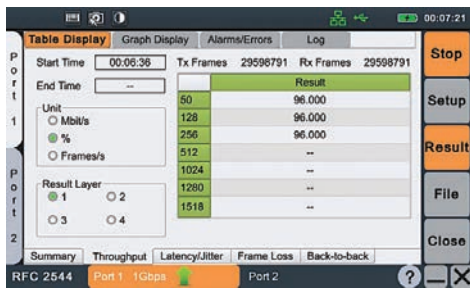 00:07:21
Table Display Graph Display Alarms/Errors Log
Start Time 00:06:36 Tx Frames 29598791 Rx Frames 29598791
End Time --
Result
50 96.000
128 96.000
256 96.000
512 --
1024 --
1280 --
1518 --
Unit
Mbit/s
%
Frames/s
Result Layer
1 2
3 4
Summary Throughput Latency/Jitter Frame Loss Back-to-back
Port 1
Port 2
Stop
Setup
Result
File
Close
RFC 2544 Port 1 1Gbps Port 2 ?